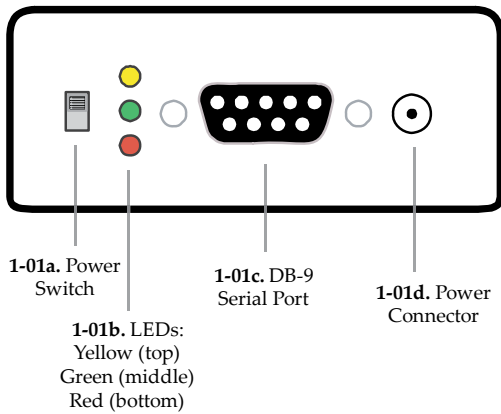 1-01a. Power
Switch
1-01b. LEDs:
Yellow (top)
Green (middle)
Red (bottom)
1-01c. DB-9
Serial Port
1-01d. Power
Connector